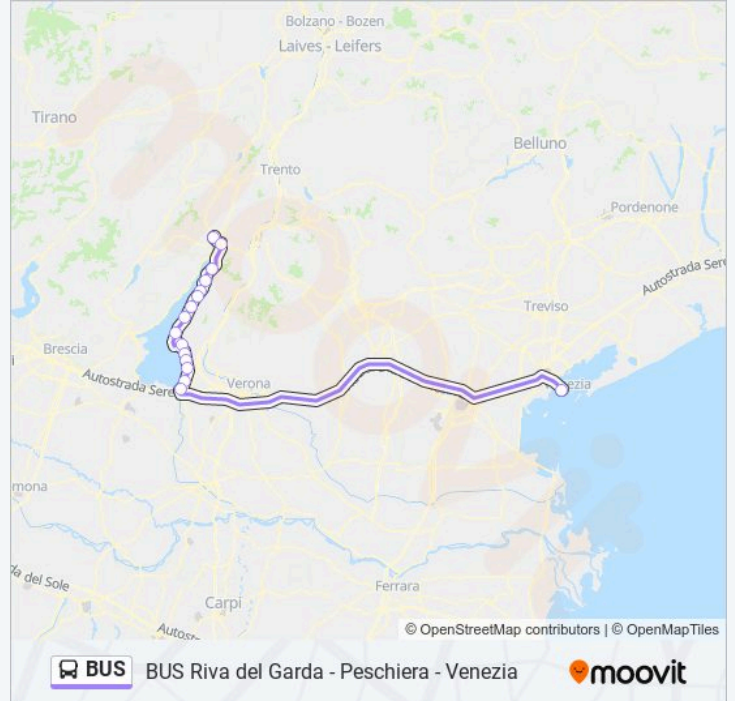 Bolzano - Bozen
Laives - Leifers
Tirano
Belluno
Trento
Pordenone
Autostrada Sere
Treviso
Brescia
Autostrada Sere
Verona
ezia
mona
da del Sole
Ferrara
Carpi
Autost
© OpenStreetMap contributors | © OpenMapTiles
BUS
BUS Riva del Garda - Peschiera - Venezia
moovit